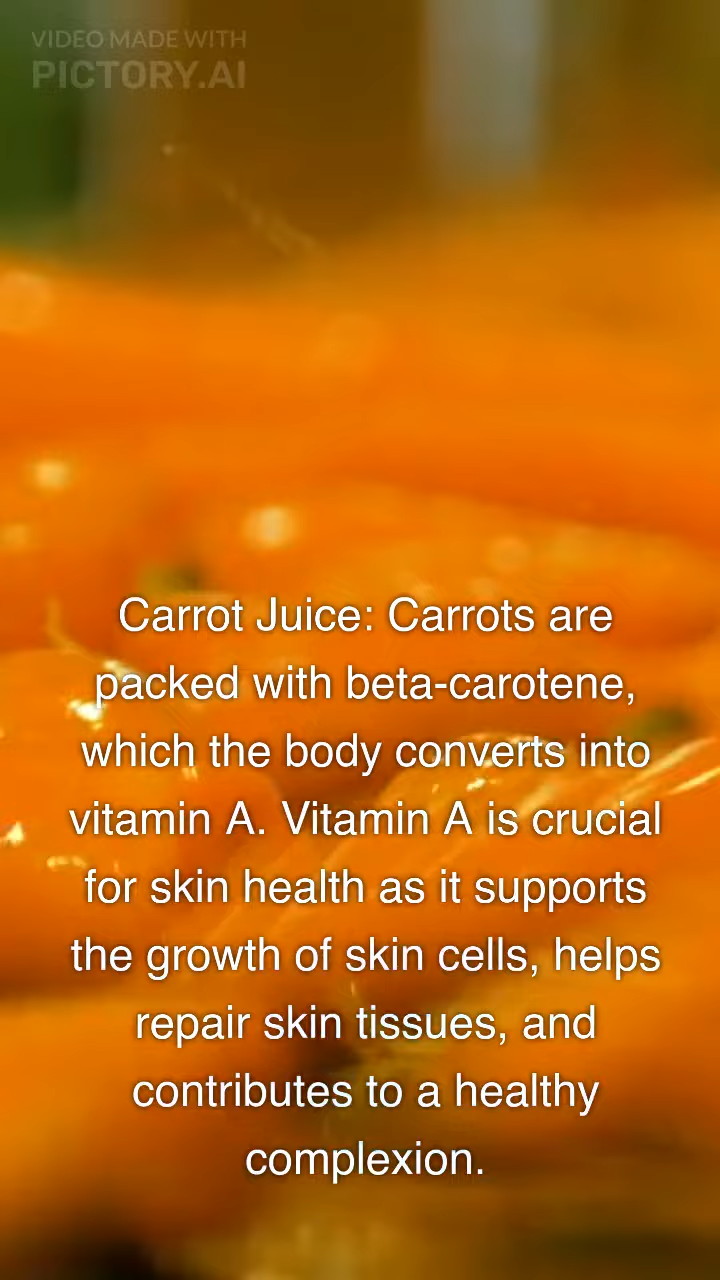 VIDEO MADE WITH
PICTORY.AI
Carrot Juice: Carrots are
packed with beta-carotene,
which the body converts into
vitamin A. Vitamin A is crucial
for skin health as it supports
the growth of skin cells, helps
repair skin tissues, and
contributes to a healthy
complexion.